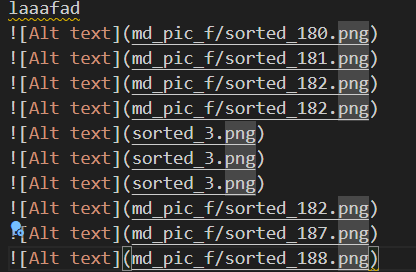 laaafad
![Alt text](md_pic_f/sorted_180.png)
![Alt text](md_pic_f/sorted_181.png)
![Alt text](md_pic_f/sorted_182.png)
![Alt text](md_pic_f/sorted_182.png)
![Alt text](sorted_3.png)
![Alt text](sorted_3.png)
![Alt text](sorted_3.png)
![Alt text](md_pic_f/sorted_182.png)
![Alt text](md_pic_f/sorted_187.png)
![Alt text](md_pic_f/sorted_188.png)